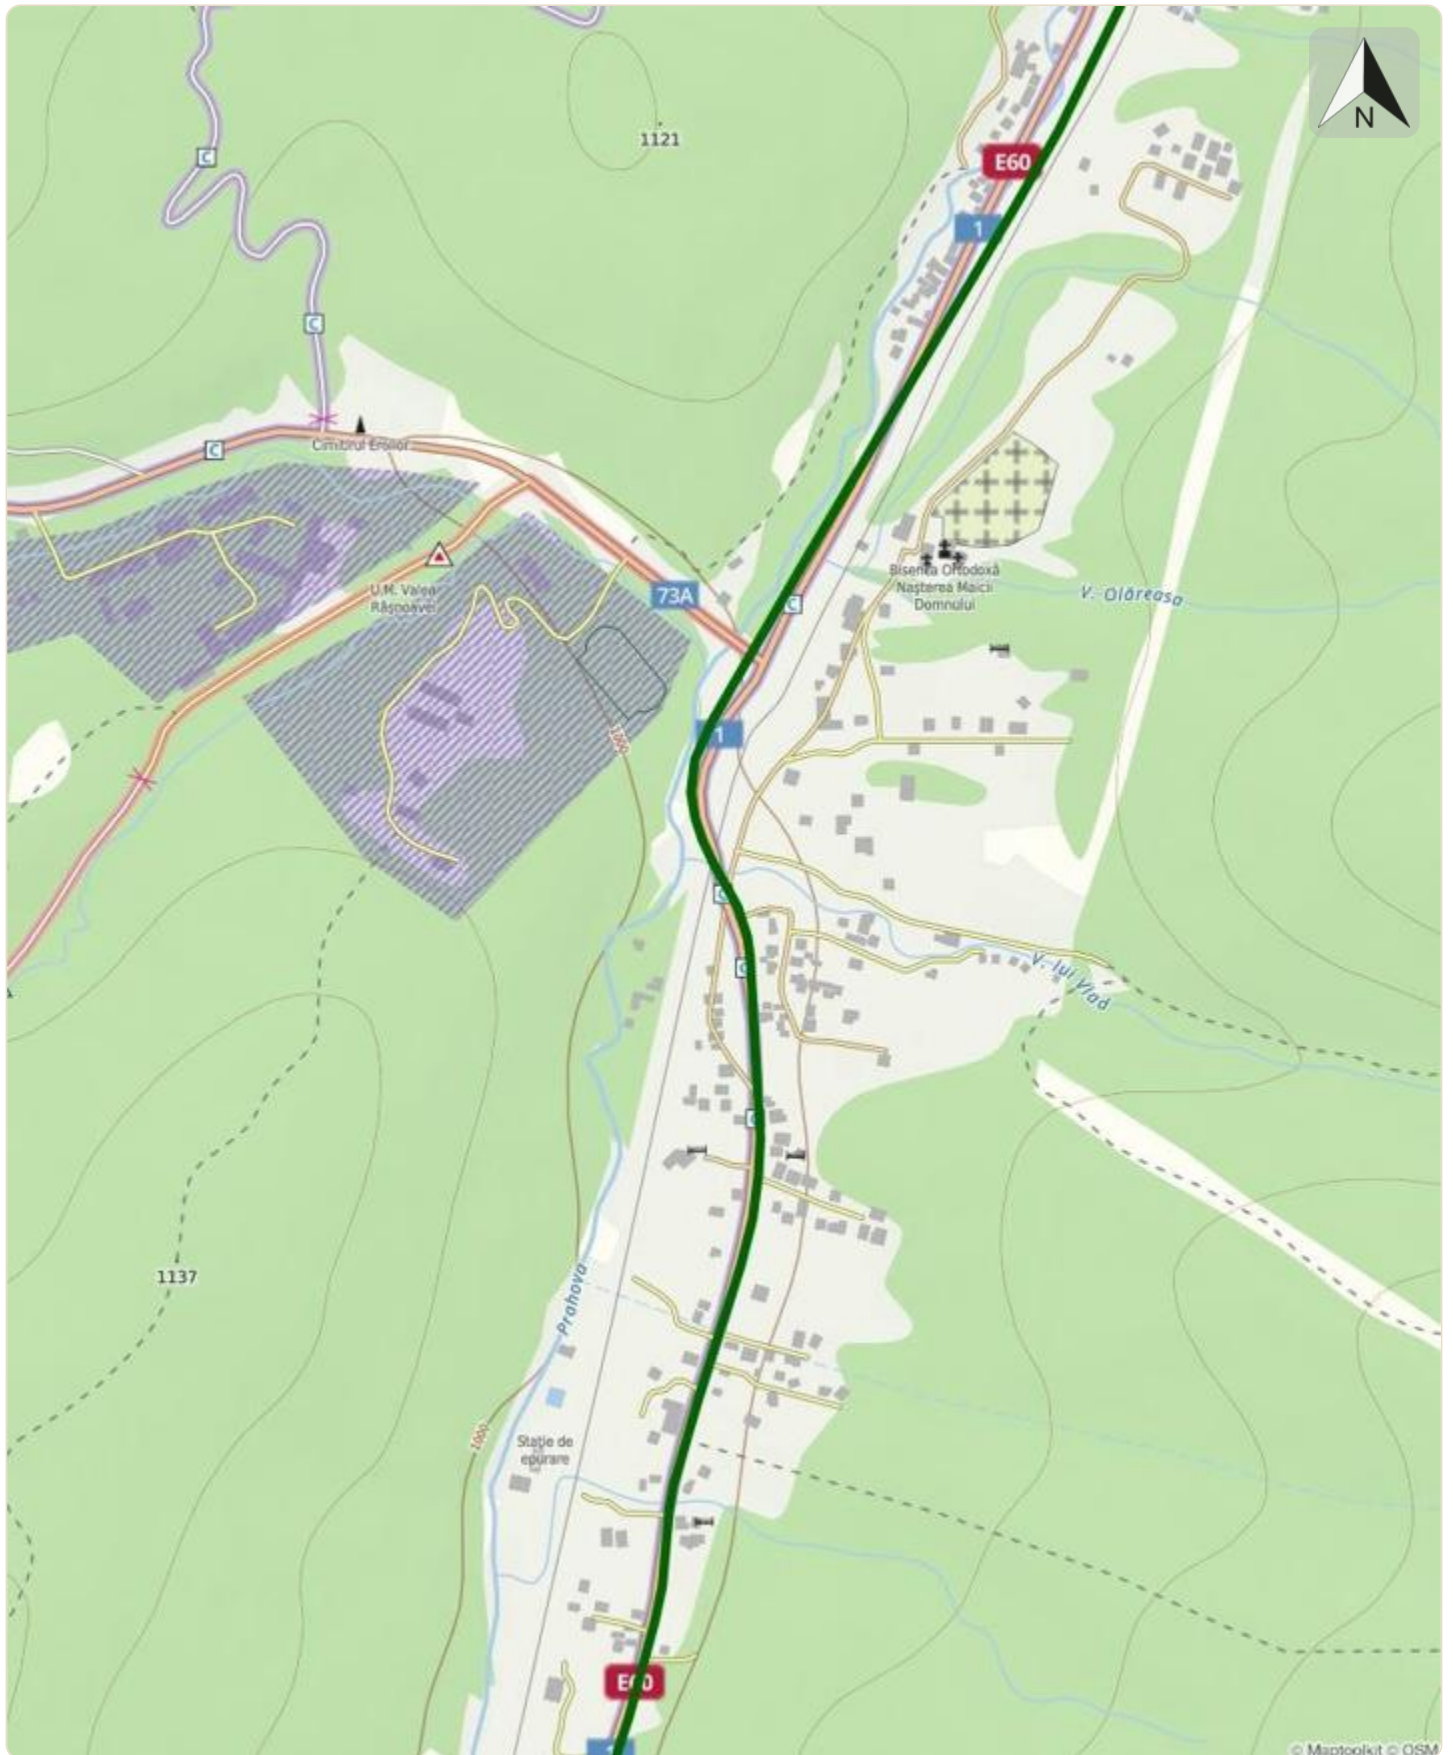 N
1121
E60
1
C
C
Cimitirul Eroilor
C
U.M. Valea
Râșnoavei
73A
C
Biserica Ortodoxă
Nașterea Maicii
Domnului
V. Olăreasa
1
1000
C
C
V. lui Vlad
C
1137
Prahova
1000
Stație de
epurare
E60
© Maptoolkit © OSM